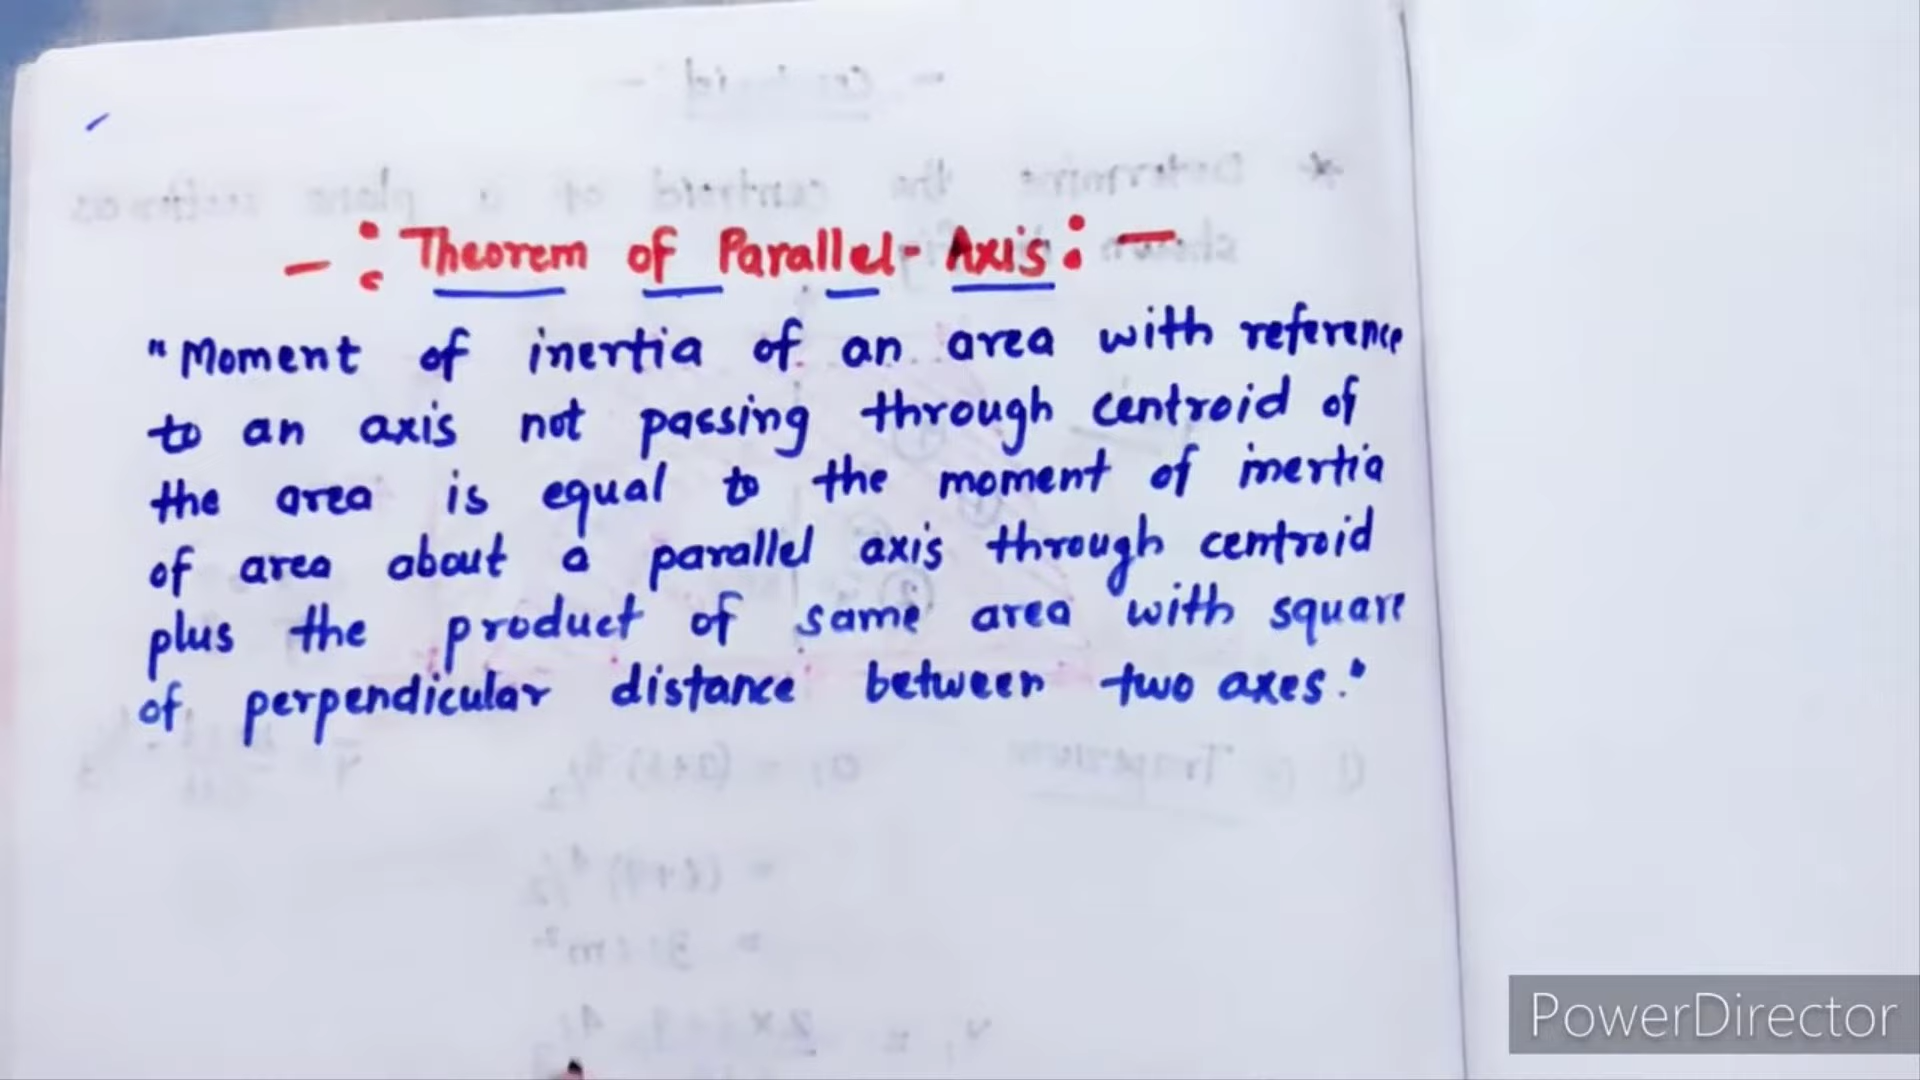 -: Theorem of Parallel-Axis:-
"Moment of inertia of an area with reference
to an axis not passing through centroid of
the area is equal to the moment of inertia
of area about a parallel axis through centroid
plus the product of same area with square
of perpendicular distance between two axes."
PowerDirector